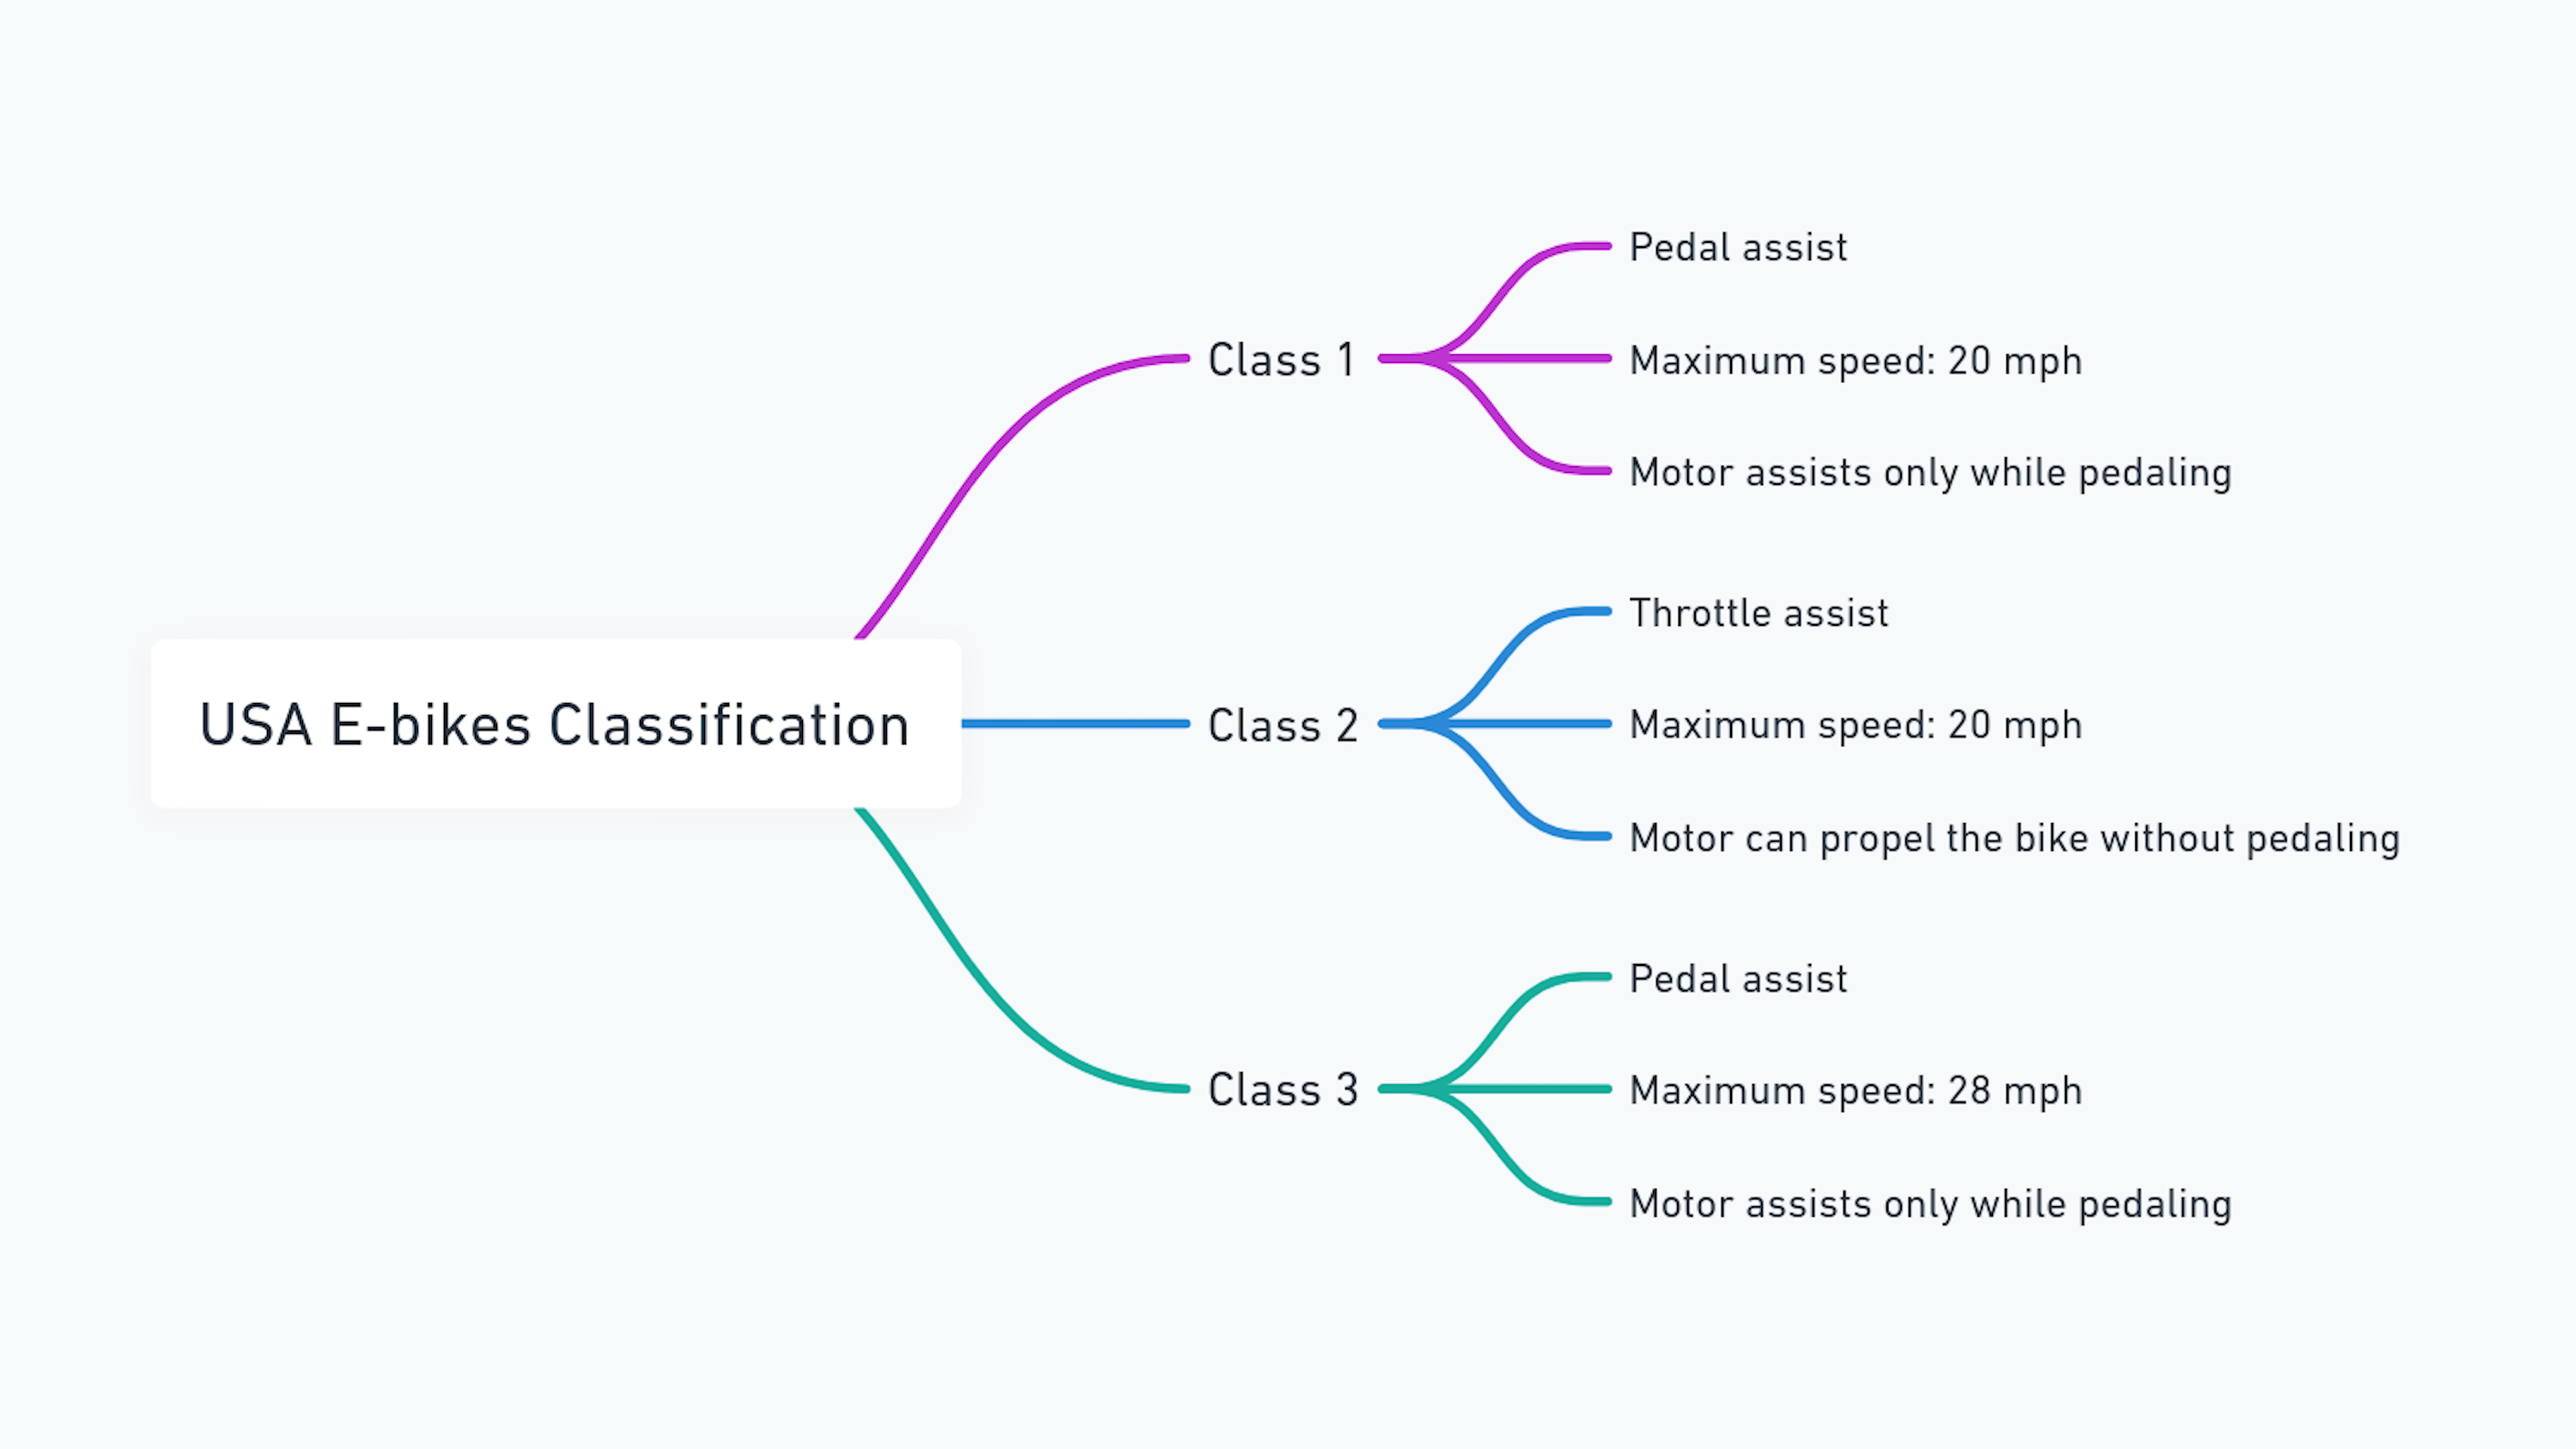 USA E-bikes Classification
Class 1
Pedal assist
Maximum speed: 20 mph
Motor assists only while pedaling
Class 2
Throttle assist
Maximum speed: 20 mph
Motor can propel the bike without pedaling
Class 3
Pedal assist
Maximum speed: 28 mph
Motor assists only while pedaling